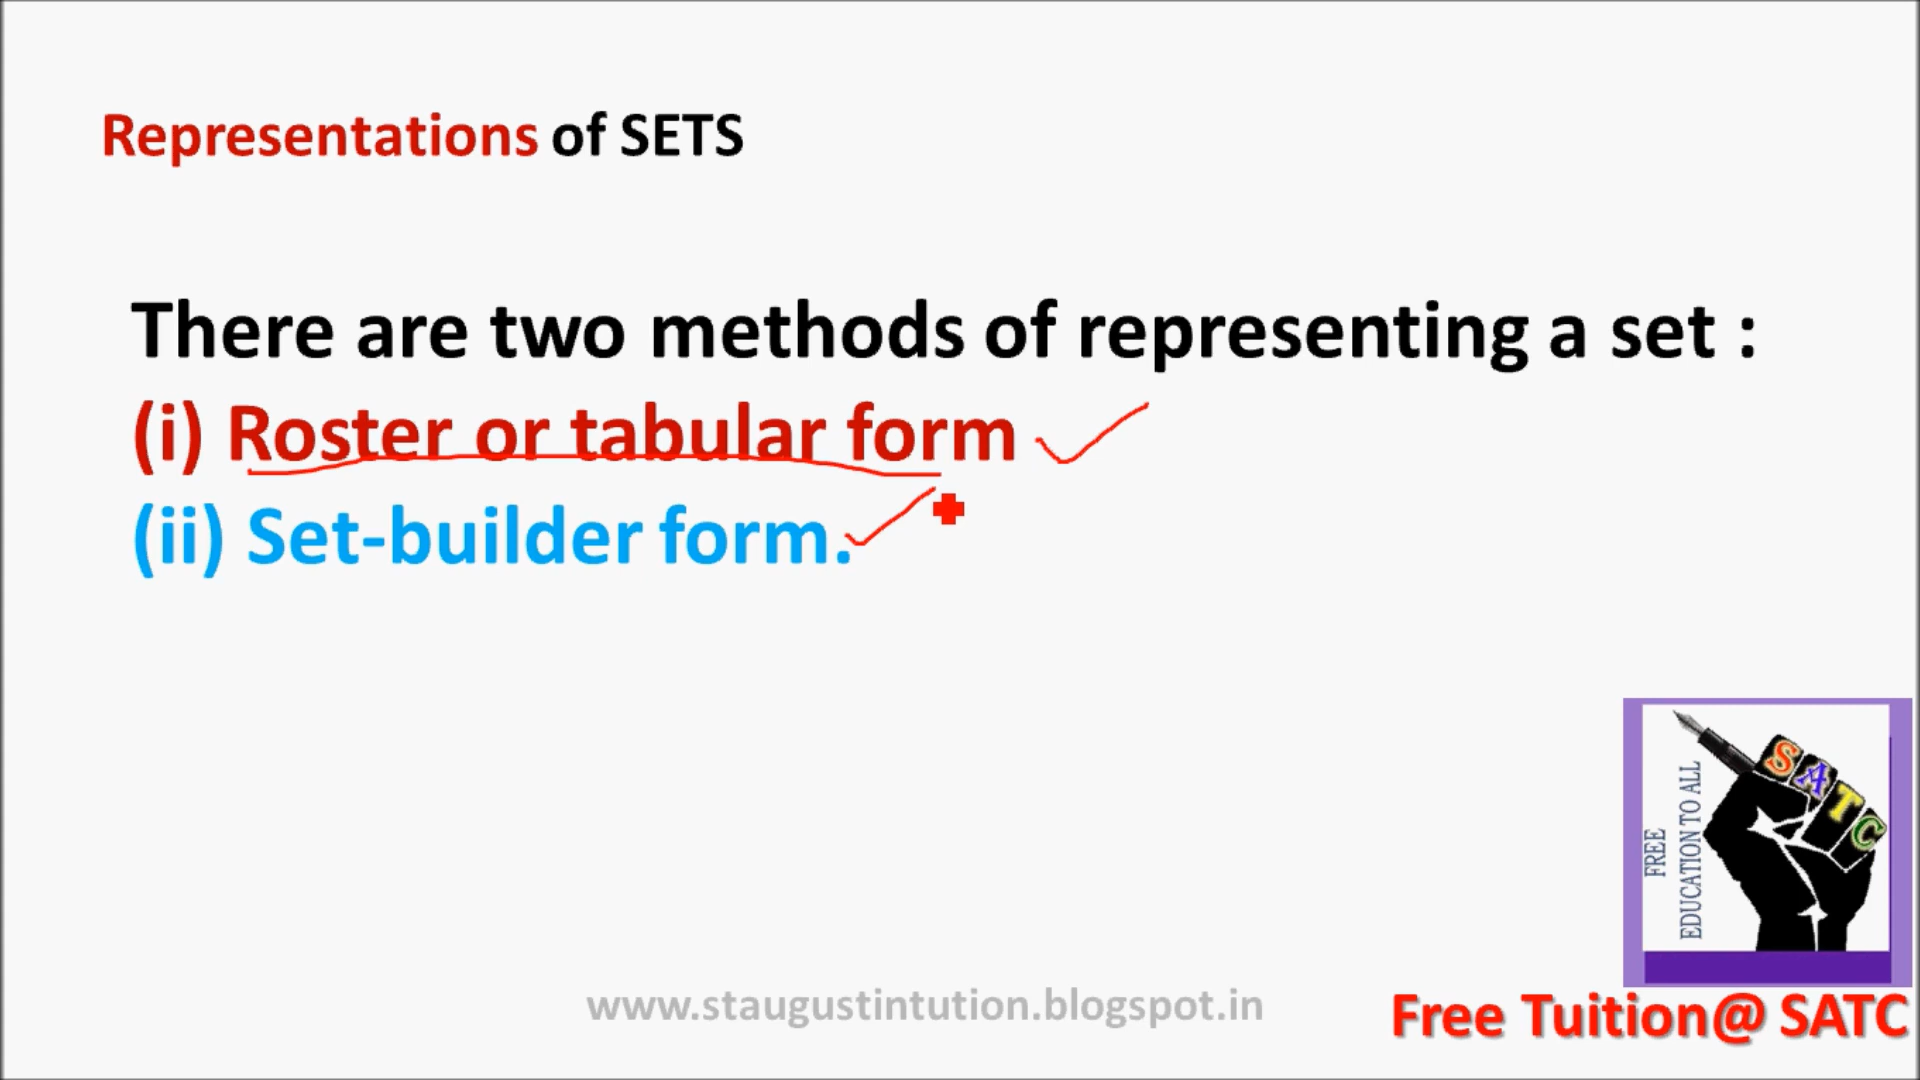 Representations of SETS
There are two methods of representing a set :
(i) Roster or tabular form
(ii) Set-builder form.
FREE
EDUCATION TO ALL
SATC
www.staugustintution.blogspot.in
Free Tuition@ SATC